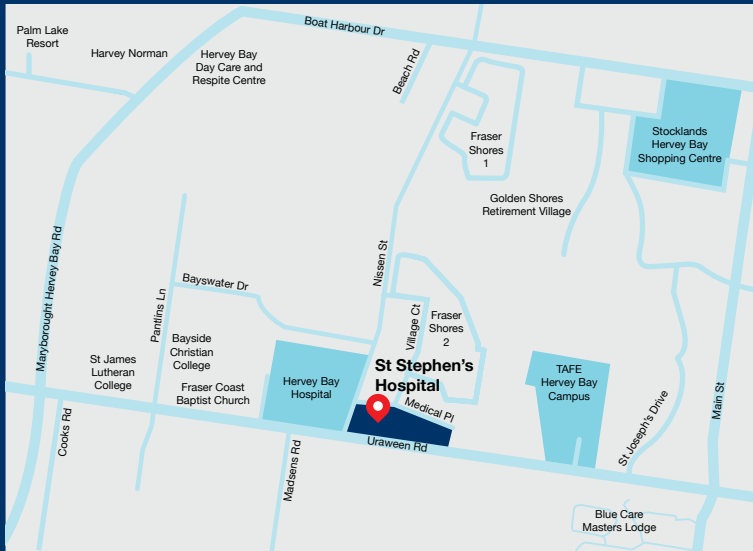 Boat Harbour Dr
Palm Lake
Resort
Harvey Norman
Hervey Bay
Day Care and
Respite Centre
Beach Rd
Fraser
Shores
1
Stocklands
Hervey Bay
Shopping Centre
Golden Shores
Retirement Village
Maryborough Hervey Bay Rd
Nissen St
Pantlins Ln
Bayswater Dr
Village Ct
Fraser
Shores
2
Bayside
Christian
College
St James
Lutheran
College
Fraser Coast
Baptist Church
Hervey Bay
Hospital
St Stephen's
Hospital
Medical Pl
TAFE
Hervey Bay
Campus
St Joseph's Drive
Main St
Cooks Rd
Madsens Rd
Uraween Rd
Blue Care
Masters Lodge